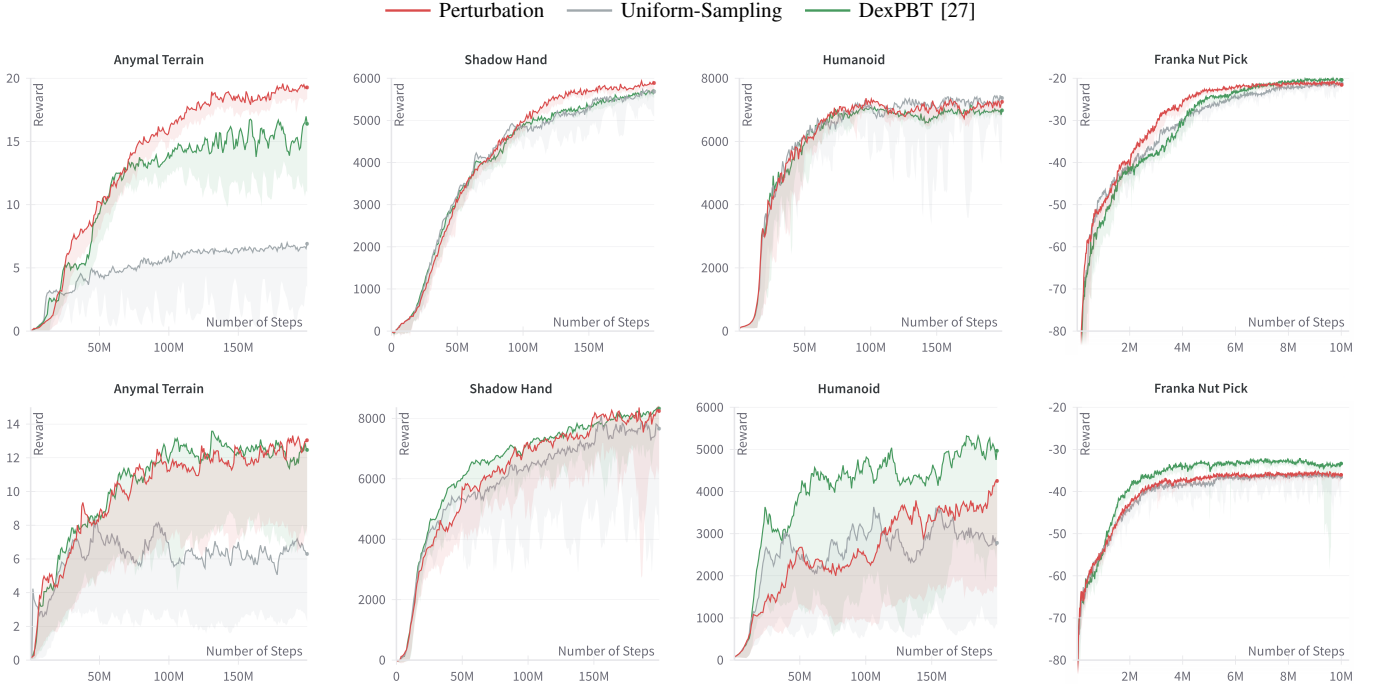 Perturbation Uniform-Sampling DexPBT [27]
Anymal Terrain
Reward
20
15
10
5
0
50M 100M 150M
Number of Steps
Shadow Hand
Reward
6000
5000
4000
3000
2000
1000
0
0 50M 100M 150M
Number of Steps
Humanoid
Reward
8000
6000
4000
2000
0
50M 100M 150M
Number of Steps
Franka Nut Pick
Reward
-20
-30
-40
-50
-60
-70
-80
2M 4M 6M 8M 10M
Number of Steps
Anymal Terrain
Reward
14
12
10
8
6
4
2
0
50M 100M 150M
Number of Steps
Shadow Hand
Reward
8000
6000
4000
2000
0
0 50M 100M 150M
Number of Steps
Humanoid
Reward
6000
5000
4000
3000
2000
1000
0
50M 100M 150M
Number of Steps
Franka Nut Pick
Reward
-20
-30
-40
-50
-60
-70
-80
2M 4M 6M 8M 10M
Number of Steps